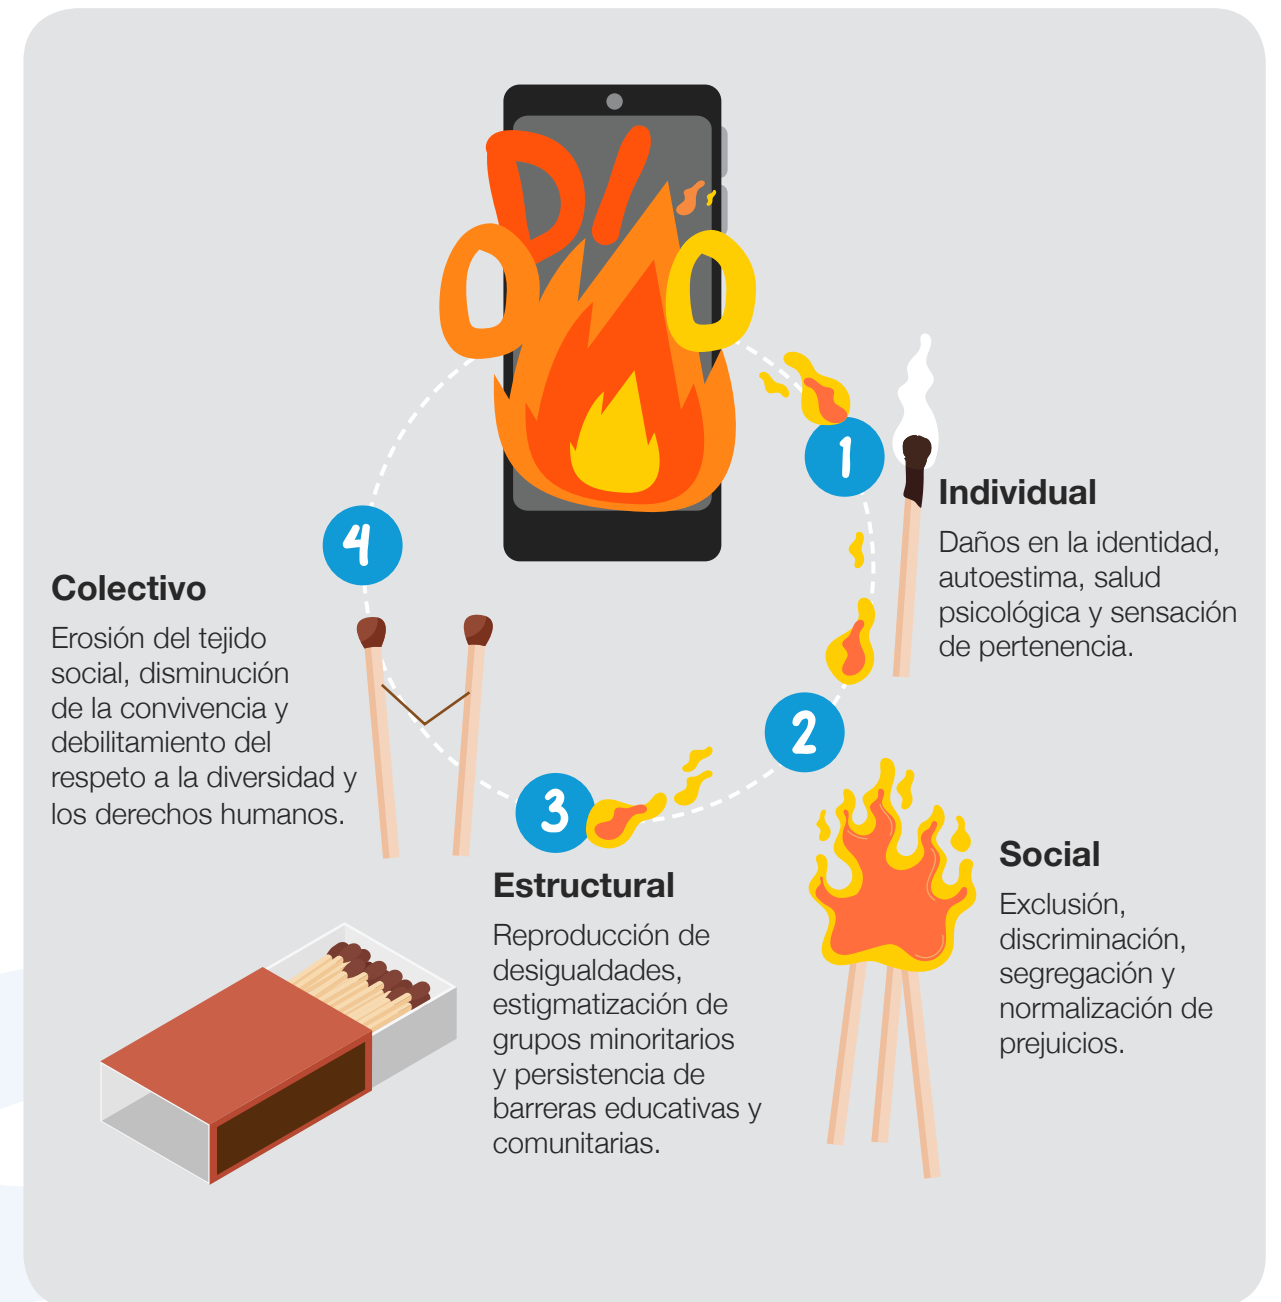 ODIO
1
Individual
Daños en la identidad,
autoestima, salud
psicológica y sensación
de pertenencia.
2
Social
Exclusión,
discriminación,
segregación y
normalización de
prejuicios.
3
Estructural
Reproducción de
desigualdades,
estigmatización de
grupos minoritarios
y persistencia de
barreras educativas y
comunitarias.
4
Colectivo
Erosión del tejido
social, disminución
de la convivencia y
debilitamiento del
respeto a la diversidad y
los derechos humanos.